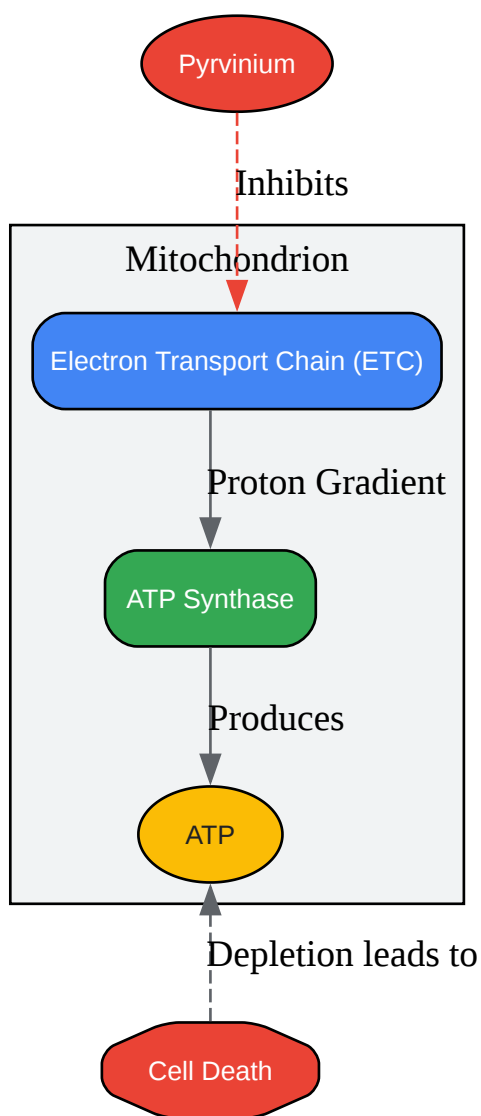 Pyrvinium
Inhibits
Mitochondrion
Electron Transport Chain (ETC)
Proton Gradient
ATP Synthase
Produces
ATP
Depletion leads to
Cell Death